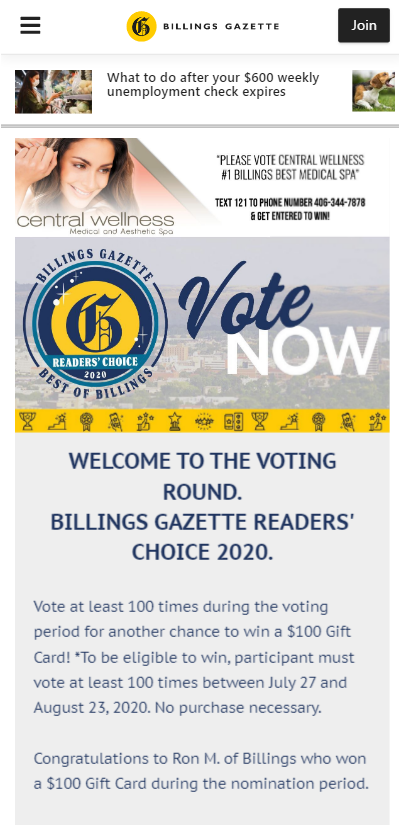 BILLINGS GAZETTE
Join
What to do after your $600 weekly
unemployment check expires
"PLEASE VOTE CENTRAL WELLNESS
#1 BILLINGS BEST MEDICAL SPA"
TEXT 121 TO PHONE NUMBER 406-344-7878
& GET ENTERED TO WIN!
central wellness
Medical and Aesthetic Spa
BILLINGS GAZETTE
G
READERS' CHOICE
2020
BEST OF BILLINGS
Vote
NOW
WELCOME TO THE VOTING
ROUND.
BILLINGS GAZETTE READERS'
CHOICE 2020.
Vote at least 100 times during the voting
period for another chance to win a $100 Gift
Card! *To be eligible to win, participant must
vote at least 100 times between July 27 and
August 23, 2020. No purchase necessary.
Congratulations to Ron M. of Billings who won
a $100 Gift Card during the nomination period.